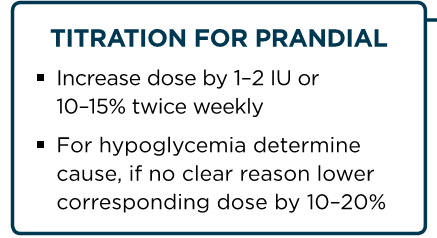 TITRATION FOR PRANDIAL
▪ Increase dose by 1–2 IU or
10–15% twice weekly
▪ For hypoglycemia determine
cause, if no clear reason lower
corresponding dose by 10–20%